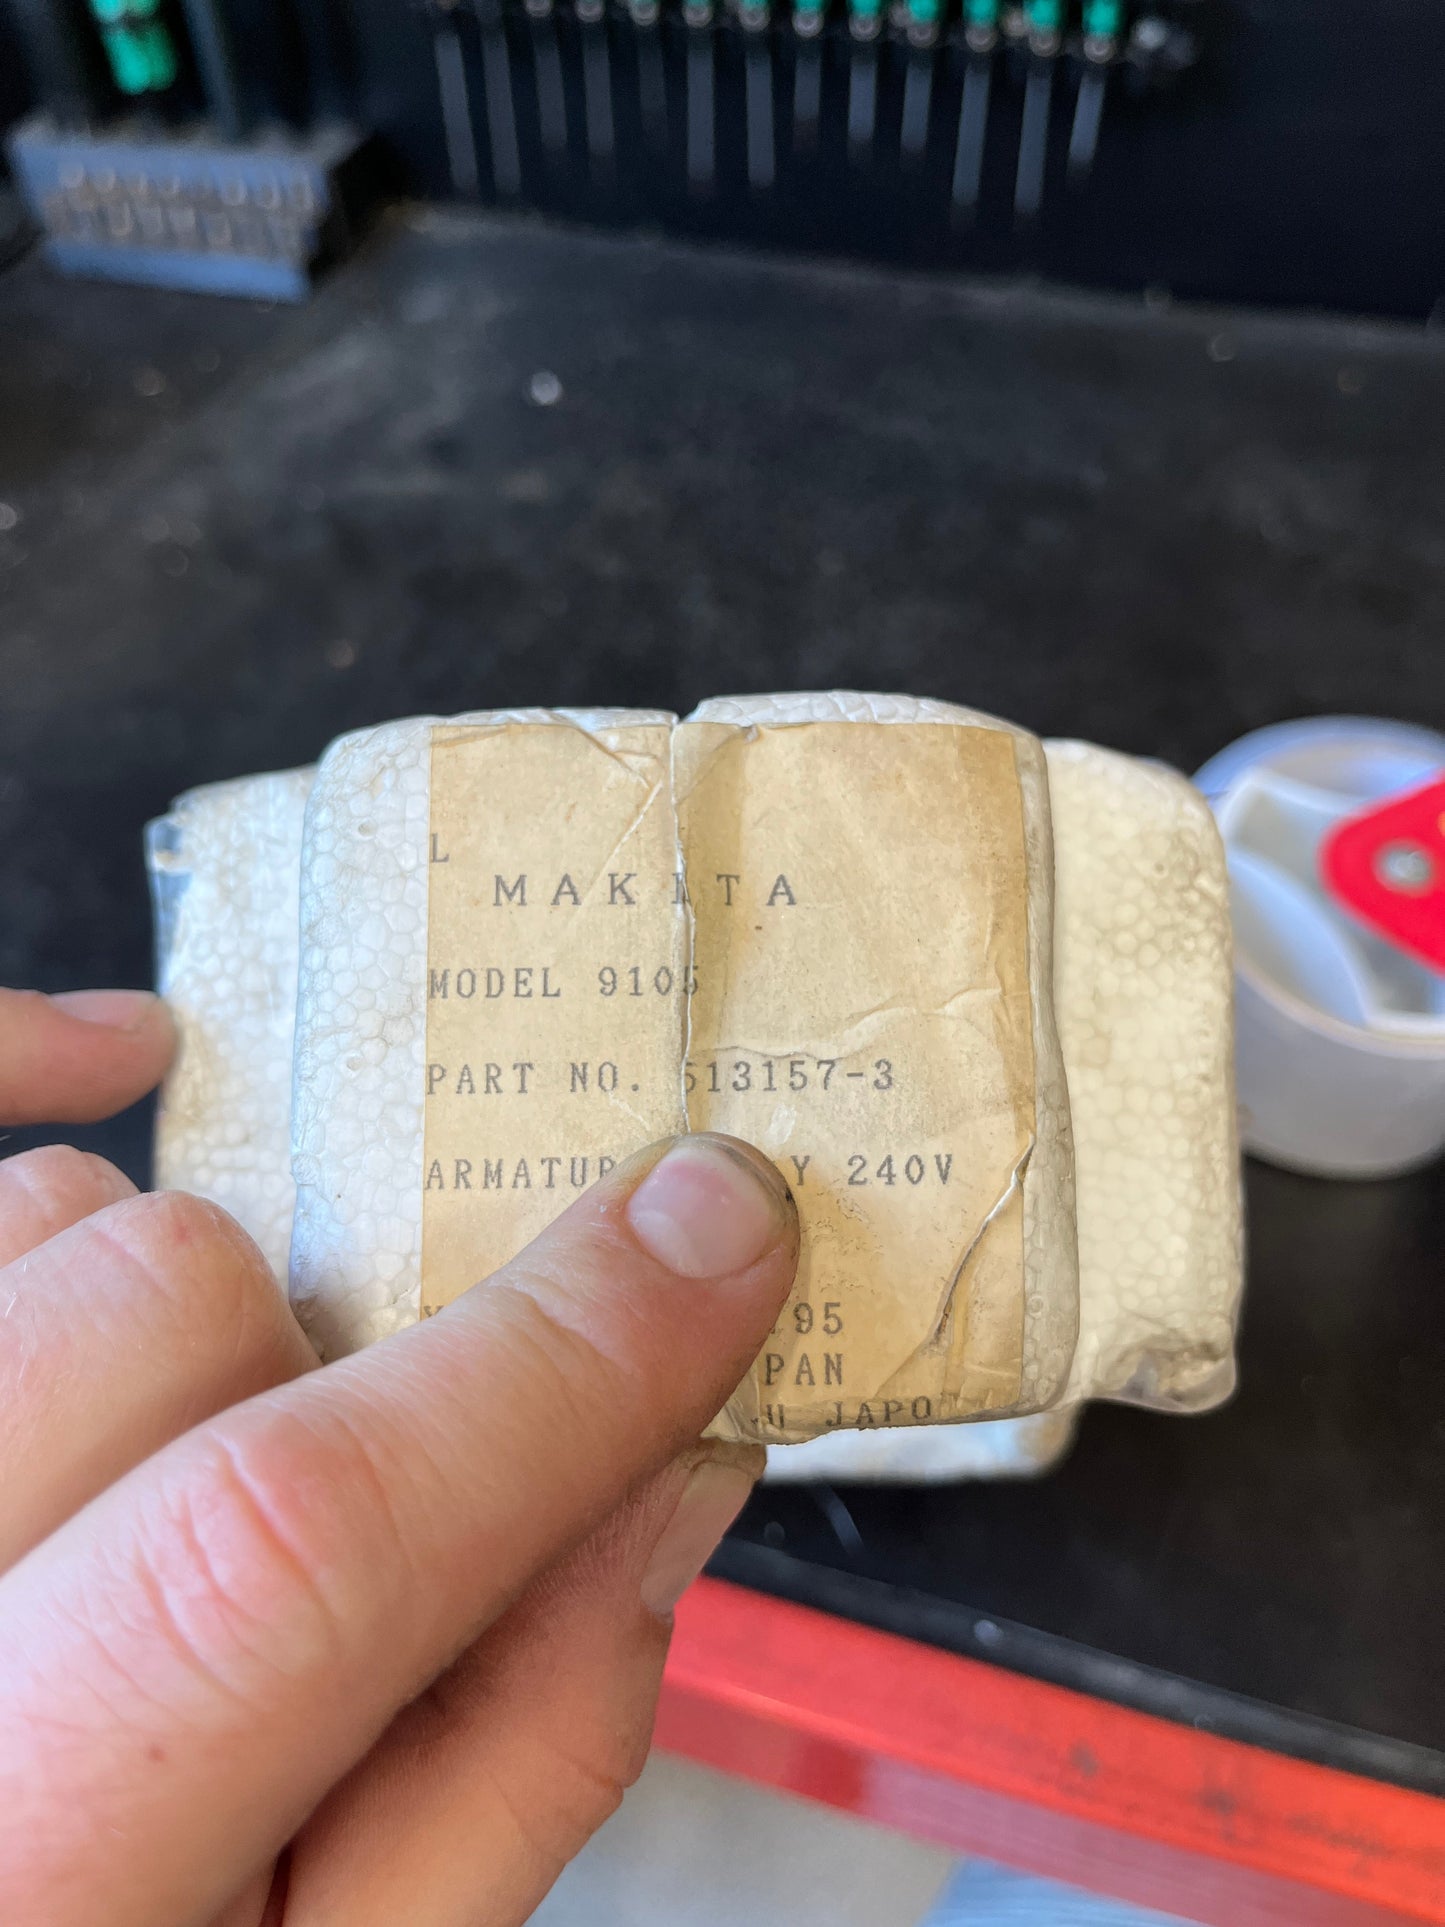 L
MAKITA
MODEL 9105
PART NO. 513157-3
ARMATUR Y 240V
95
PAN
JAPO